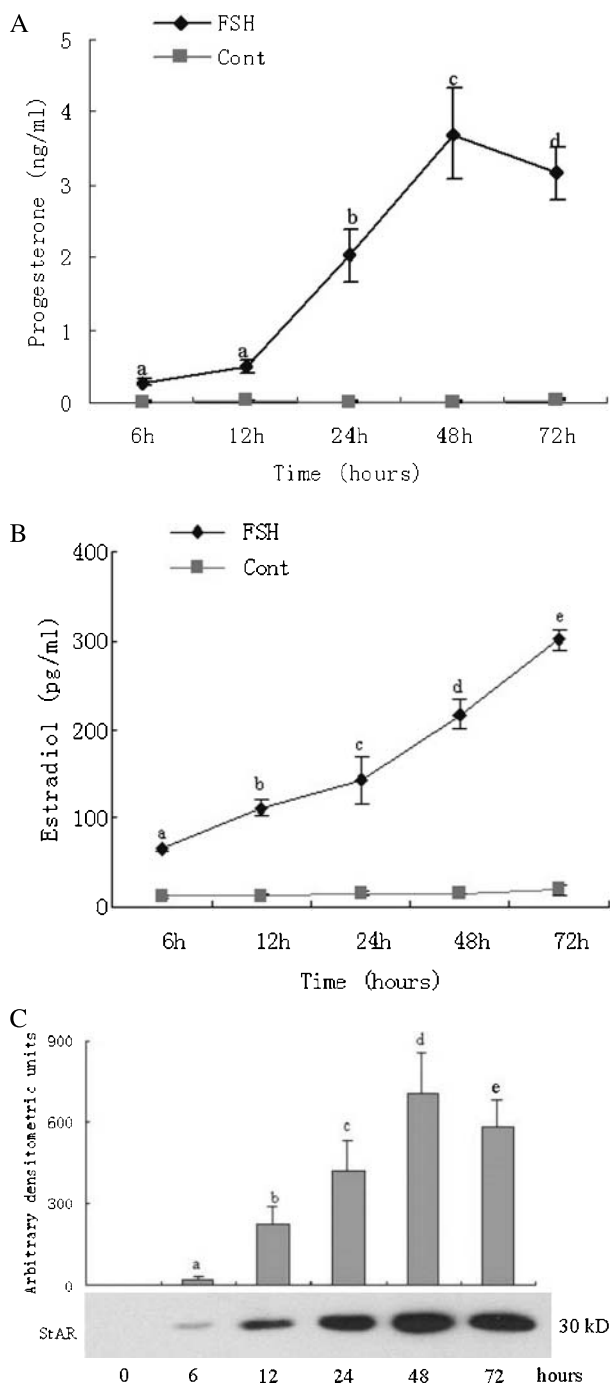 A
FSH
Cont
Progesterone (ng/ml)
5
4
3
2
1
0
a
a
b
c
d
6h 12h 24h 48h 72h
Time (hours)
B
FSH
Cont
Estradiol (pg/ml)
400
300
200
100
0
a
b
c
d
e
6h 12h 24h 48h 72h
Time (hours)
C
Arbitrary densitometric units
900
600
300
0
a
b
c
d
e
StAR 30 kD
0 6 12 24 48 72 hours